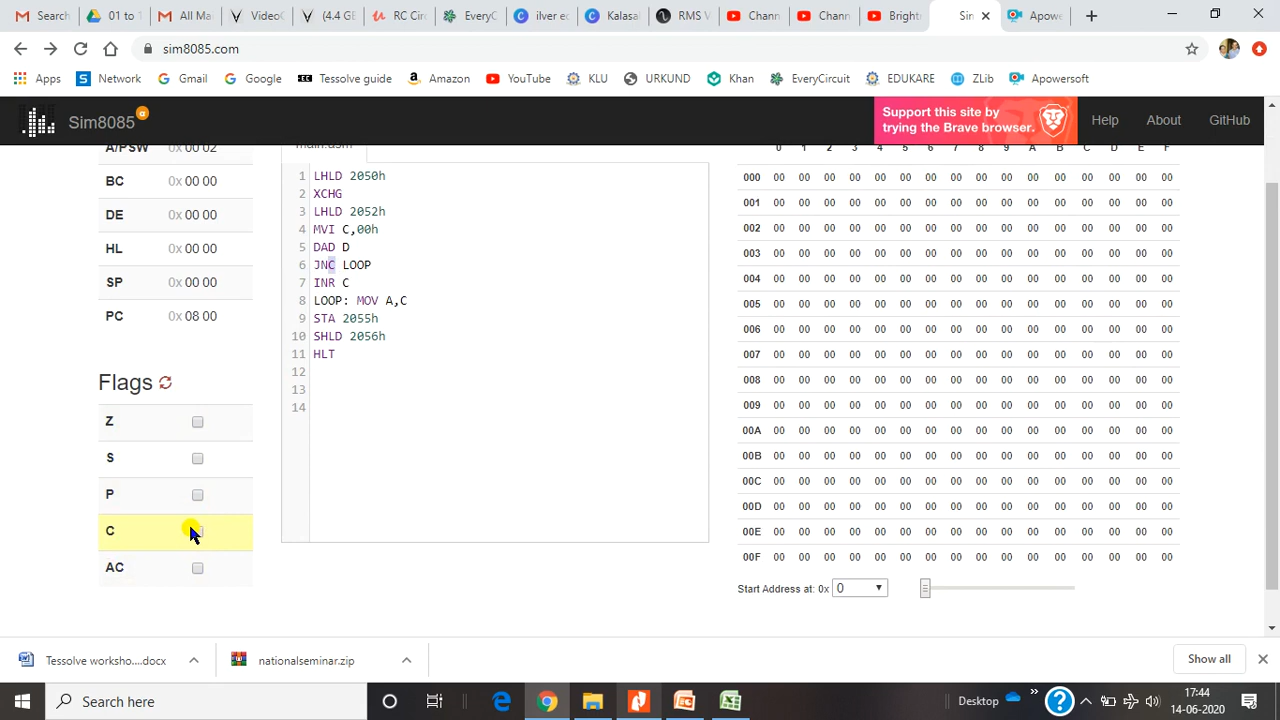 Search
01 to 1
All Ma
VideoC
(4.4 GE
RC Circ
EveryC
ilver ec
Kalasal
RMS V
Chann
Chann
Bright
Sin
Apowe
sim8085.com
Apps
Network
Gmail
Google
Tessolve guide
Amazon
YouTube
KLU
URKUND
Khan
EveryCircuit
EDUKARE
ZLib
Apowersoft
Sim8085 α
Support this site by
trying the Brave browser.
Help
About
GitHub
A/PSW 0x 00 02
BC 0x 00 00
DE 0x 00 00
HL 0x 00 00
SP 0x 00 00
PC 0x 08 00
Flags
Z
S
P
C
AC
main.asm
1 LHLD 2050h
2 XCHG
3 LHLD 2052h
4 MVI C,00h
5 DAD D
6 JNC LOOP
7 INR C
8 LOOP: MOV A,C
9 STA 2055h
10 SHLD 2056h
11 HLT
12
13
14
0 1 2 3 4 5 6 7 8 9 A B C D E F
000 00 00 00 00 00 00 00 00 00 00 00 00 00 00 00 00
001 00 00 00 00 00 00 00 00 00 00 00 00 00 00 00 00
002 00 00 00 00 00 00 00 00 00 00 00 00 00 00 00 00
003 00 00 00 00 00 00 00 00 00 00 00 00 00 00 00 00
004 00 00 00 00 00 00 00 00 00 00 00 00 00 00 00 00
005 00 00 00 00 00 00 00 00 00 00 00 00 00 00 00 00
006 00 00 00 00 00 00 00 00 00 00 00 00 00 00 00 00
007 00 00 00 00 00 00 00 00 00 00 00 00 00 00 00 00
008 00 00 00 00 00 00 00 00 00 00 00 00 00 00 00 00
009 00 00 00 00 00 00 00 00 00 00 00 00 00 00 00 00
00A 00 00 00 00 00 00 00 00 00 00 00 00 00 00 00 00
00B 00 00 00 00 00 00 00 00 00 00 00 00 00 00 00 00
00C 00 00 00 00 00 00 00 00 00 00 00 00 00 00 00 00
00D 00 00 00 00 00 00 00 00 00 00 00 00 00 00 00 00
00E 00 00 00 00 00 00 00 00 00 00 00 00 00 00 00 00
00F 00 00 00 00 00 00 00 00 00 00 00 00 00 00 00 00
Start Address at: 0x 0
Tessolve worksho....docx
nationalseminar.zip
Show all
Search here
Desktop
17:44
14-06-2020